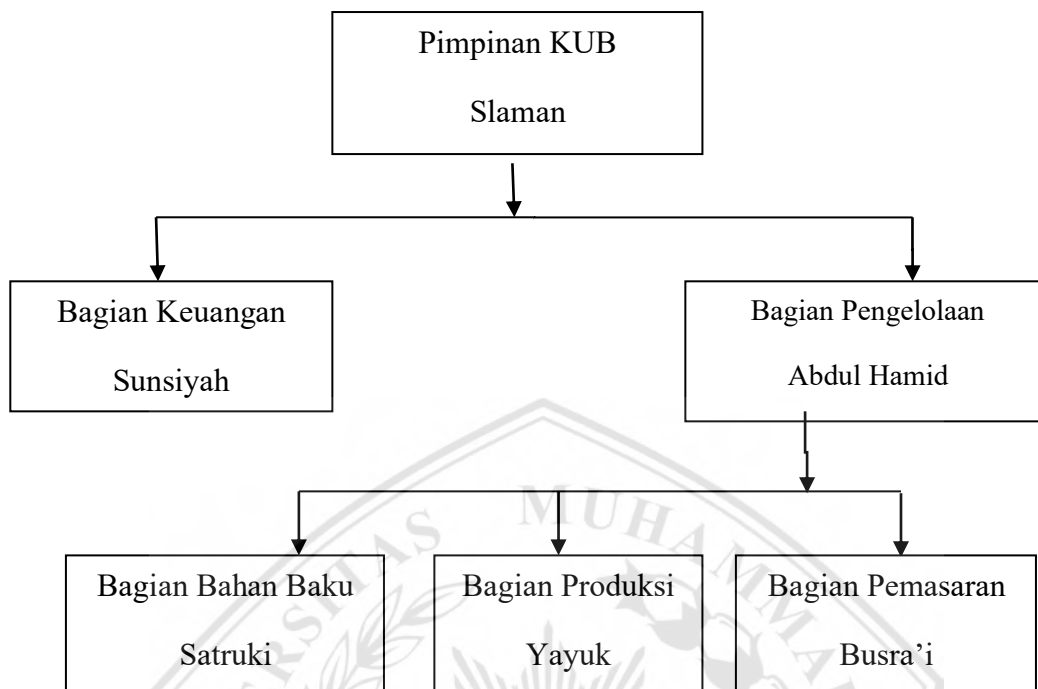 Pimpinan KUB
Slaman
Bagian Keuangan
Sunsiyah
Bagian Pengelolaan
Abdul Hamid
Bagian Bahan Baku
Satruki
Bagian Produksi
Yayuk
Bagian Pemasaran
Busra’i